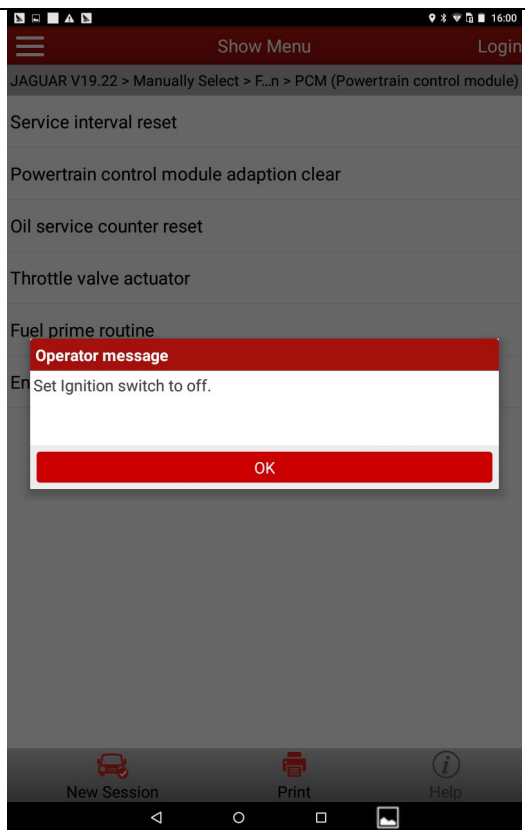 16:00
Show Menu
Login
JAGUAR V19.22 > Manually Select > F...n > PCM (Powertrain control module)
Service interval reset
Powertrain control module adaption clear
Oil service counter reset
Throttle valve actuator
Fuel prime routine
Operator message
En
Set Ignition switch to off.
OK
New Session
Print
Help